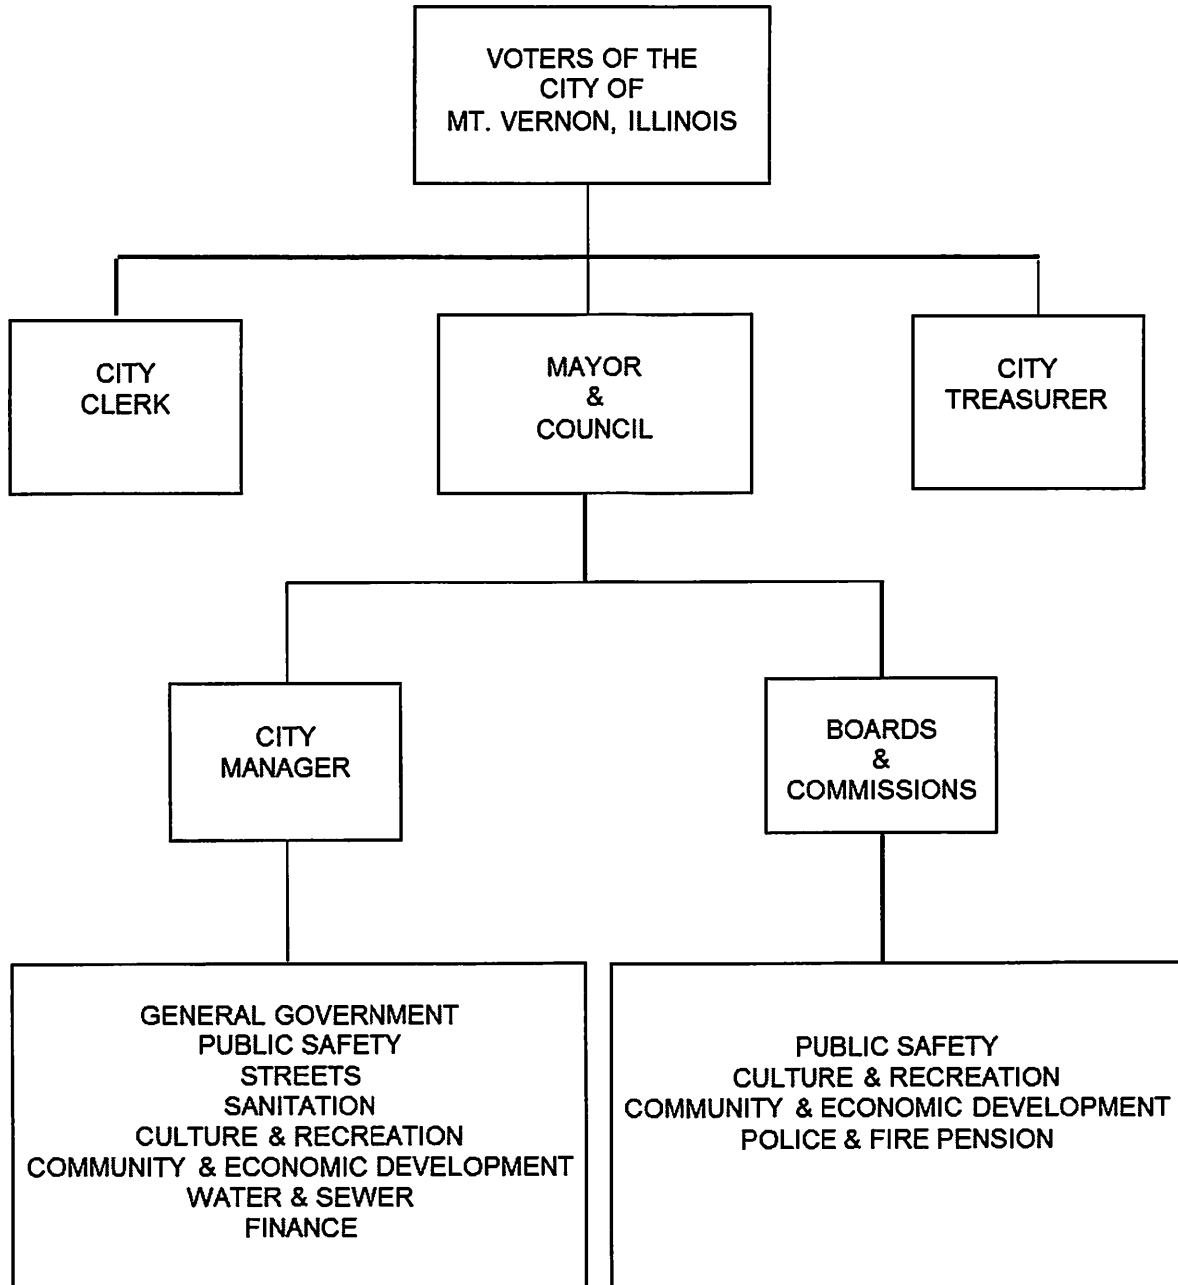 VOTERS OF THE
CITY OF
MT. VERNON, ILLINOIS
CITY
CLERK
MAYOR
&
COUNCIL
CITY
TREASURER
CITY
MANAGER
BOARDS
&
COMMISSIONS
GENERAL GOVERNMENT
PUBLIC SAFETY
STREETS
SANITATION
CULTURE & RECREATION
COMMUNITY & ECONOMIC DEVELOPMENT
WATER & SEWER
FINANCE
PUBLIC SAFETY
CULTURE & RECREATION
COMMUNITY & ECONOMIC DEVELOPMENT
POLICE & FIRE PENSION